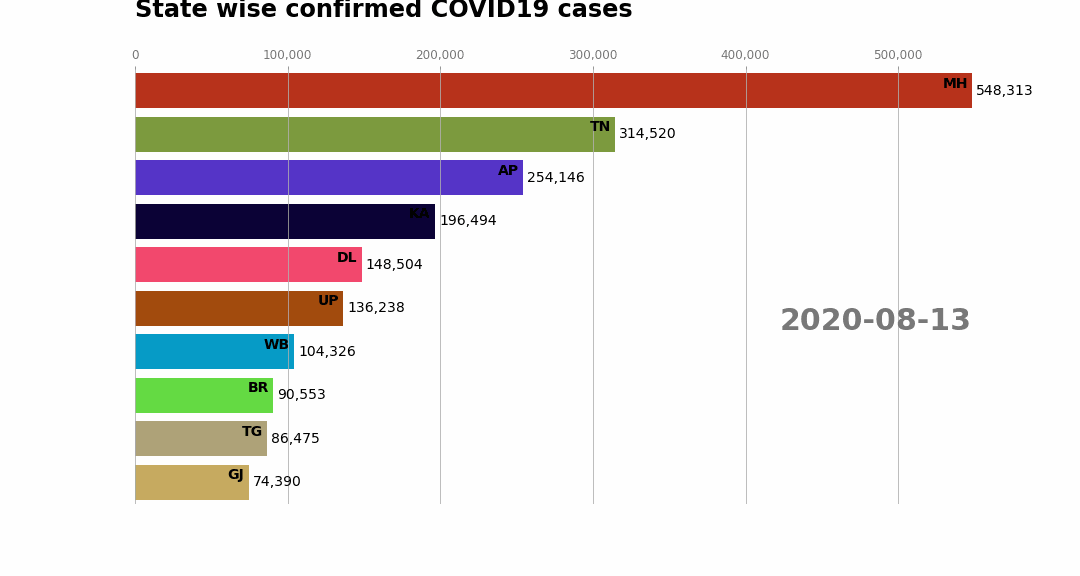 State wise confirmed COVID19 cases
0 100,000 200,000 300,000 400,000 500,000
MH 548,313
TN 314,520
AP 254,146
KA 196,494
DL 148,504
UP 136,238
2020-08-13
WB 104,326
BR 90,553
TG 86,475
GJ 74,390